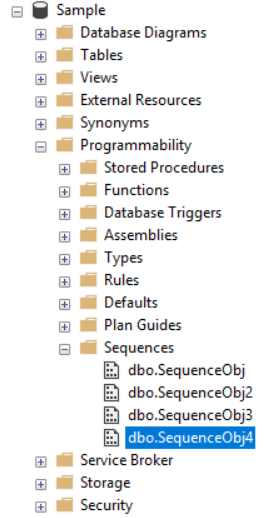 Sample
Database Diagrams
Tables
Views
External Resources
Synonyms
Programmability
Stored Procedures
Functions
Database Triggers
Assemblies
Types
Rules
Defaults
Plan Guides
Sequences
dbo.SequenceObj
dbo.SequenceObj2
dbo.SequenceObj3
dbo.SequenceObj4
Service Broker
Storage
Security